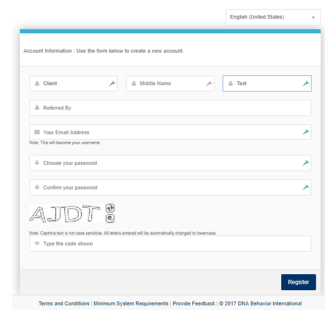 English (United States)
Account Information - Use the form below to create a new account.
Client
Middle Name
Test
Referred By
Your Email Address
Note: This will become your username.
Choose your password
Confirm your password
AJDT
Note: Captcha text is not case sensitive. All letters entered will be automatically changed to lowercase
Type the code shown
Register
Terms and Conditions | Minimum System Requirements | Provide Feedback | © 2017 DNA Behavior International